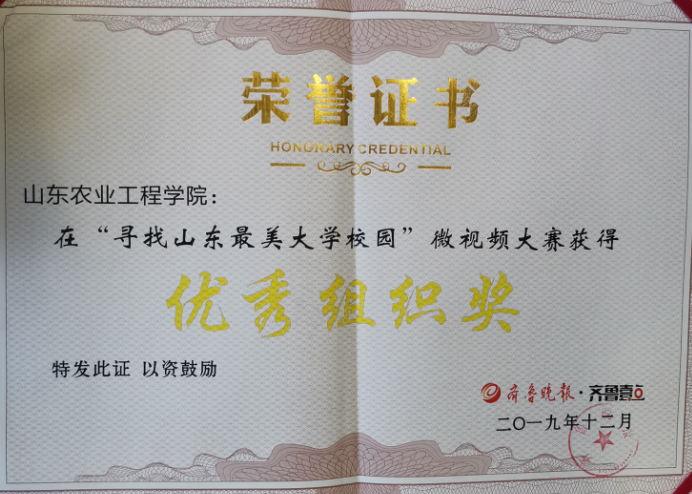 荣誉证书
HONORARY CREDENTIAL
山东农业工程学院：
在“寻找山东最美大学校园”微视频大赛获得
优秀组织奖
特发此证 以资鼓励
齐鲁晚报·齐鲁壹点
二〇一九年十二月